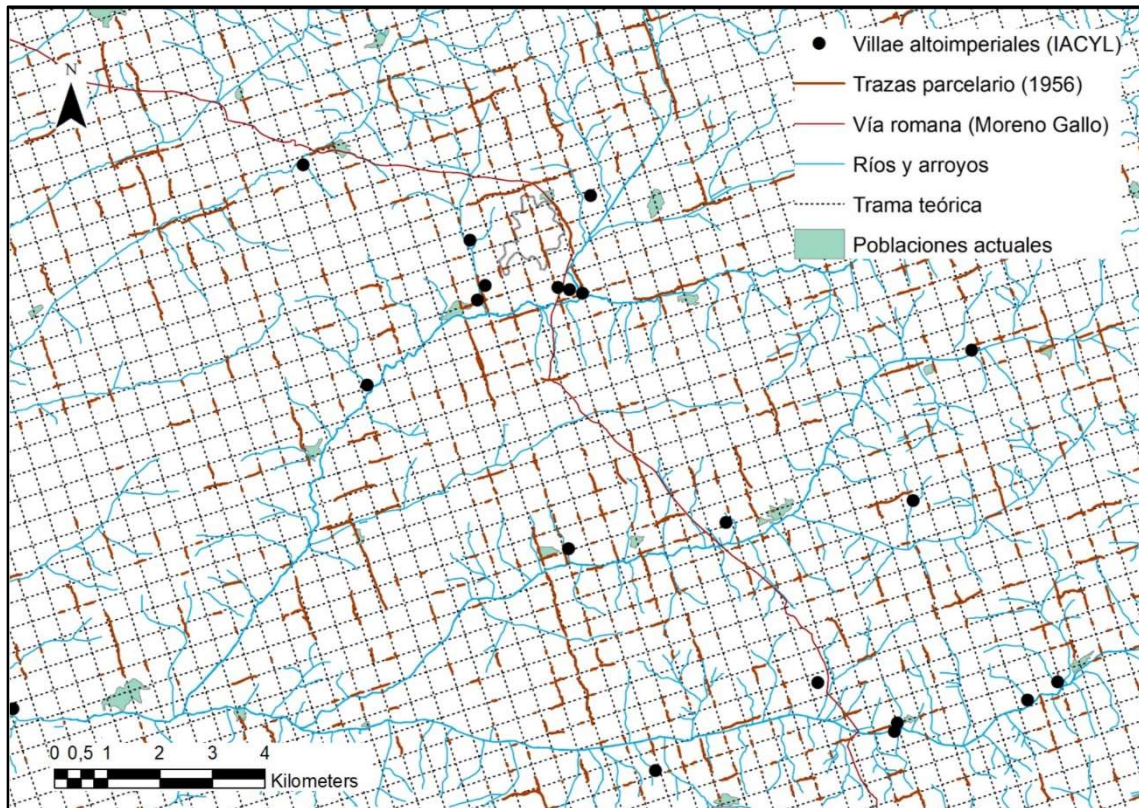 Villae altoimperiales (IACYL)
Trazas parcelario (1956)
Vía romana (Moreno Gallo)
Ríos y arroyos
Trama teórica
Poblaciones actuales
N
0 0,5 1 2 3 4
Kilometers